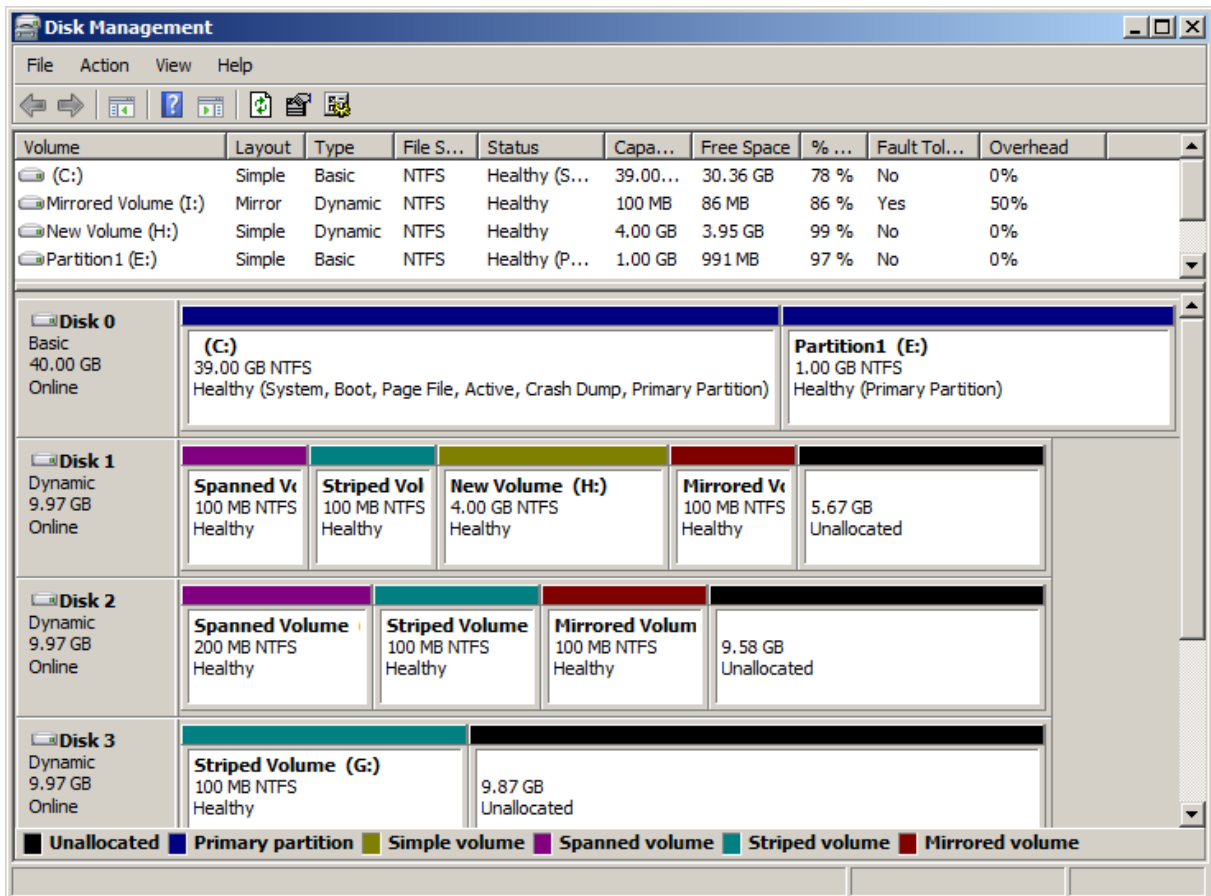 Disk Management
File Action View Help
Volume Layout Type File S... Status Capa... Free Space % ... Fault Tol... Overhead
(C:) Simple Basic NTFS Healthy (S... 39.00... 30.36 GB 78 % No 0%
Mirrored Volume (I:) Mirror Dynamic NTFS Healthy 100 MB 86 MB 86 % Yes 50%
New Volume (H:) Simple Dynamic NTFS Healthy 4.00 GB 3.95 GB 99 % No 0%
Partition1 (E:) Simple Basic NTFS Healthy (P... 1.00 GB 991 MB 97 % No 0%
Disk 0
Basic
40.00 GB
Online
(C:)
39.00 GB NTFS
Healthy (System, Boot, Page File, Active, Crash Dump, Primary Partition)
Partition1 (E:)
1.00 GB NTFS
Healthy (Primary Partition)
Disk 1
Dynamic
9.97 GB
Online
Spanned Vo
100 MB NTFS
Healthy
Striped Vol
100 MB NTFS
Healthy
New Volume (H:)
4.00 GB NTFS
Healthy
Mirrored Vo
100 MB NTFS
Healthy
5.67 GB
Unallocated
Disk 2
Dynamic
9.97 GB
Online
Spanned Volume
200 MB NTFS
Healthy
Striped Volume
100 MB NTFS
Healthy
Mirrored Volum
100 MB NTFS
Healthy
9.58 GB
Unallocated
Disk 3
Dynamic
9.97 GB
Online
Striped Volume (G:)
100 MB NTFS
Healthy
9.87 GB
Unallocated
Unallocated Primary partition Simple volume Spanned volume Striped volume Mirrored volume